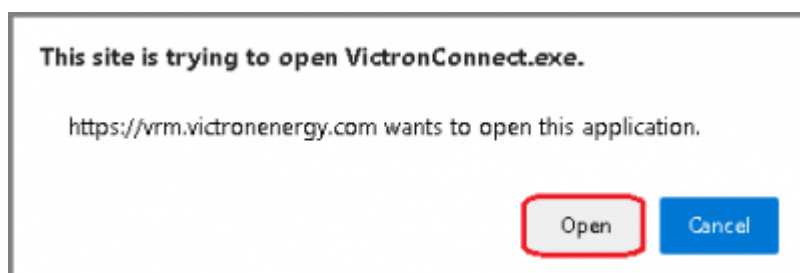 This site is trying to open VictronConnect.exe.
https://vrm.victronenergy.com wants to open this application.
Open Cancel